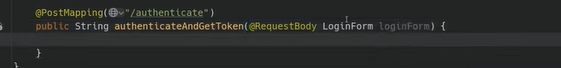 @PostMapping("/authenticate")
public String authenticateAndGetToken(@RequestBody LoginForm loginForm) {
}
}